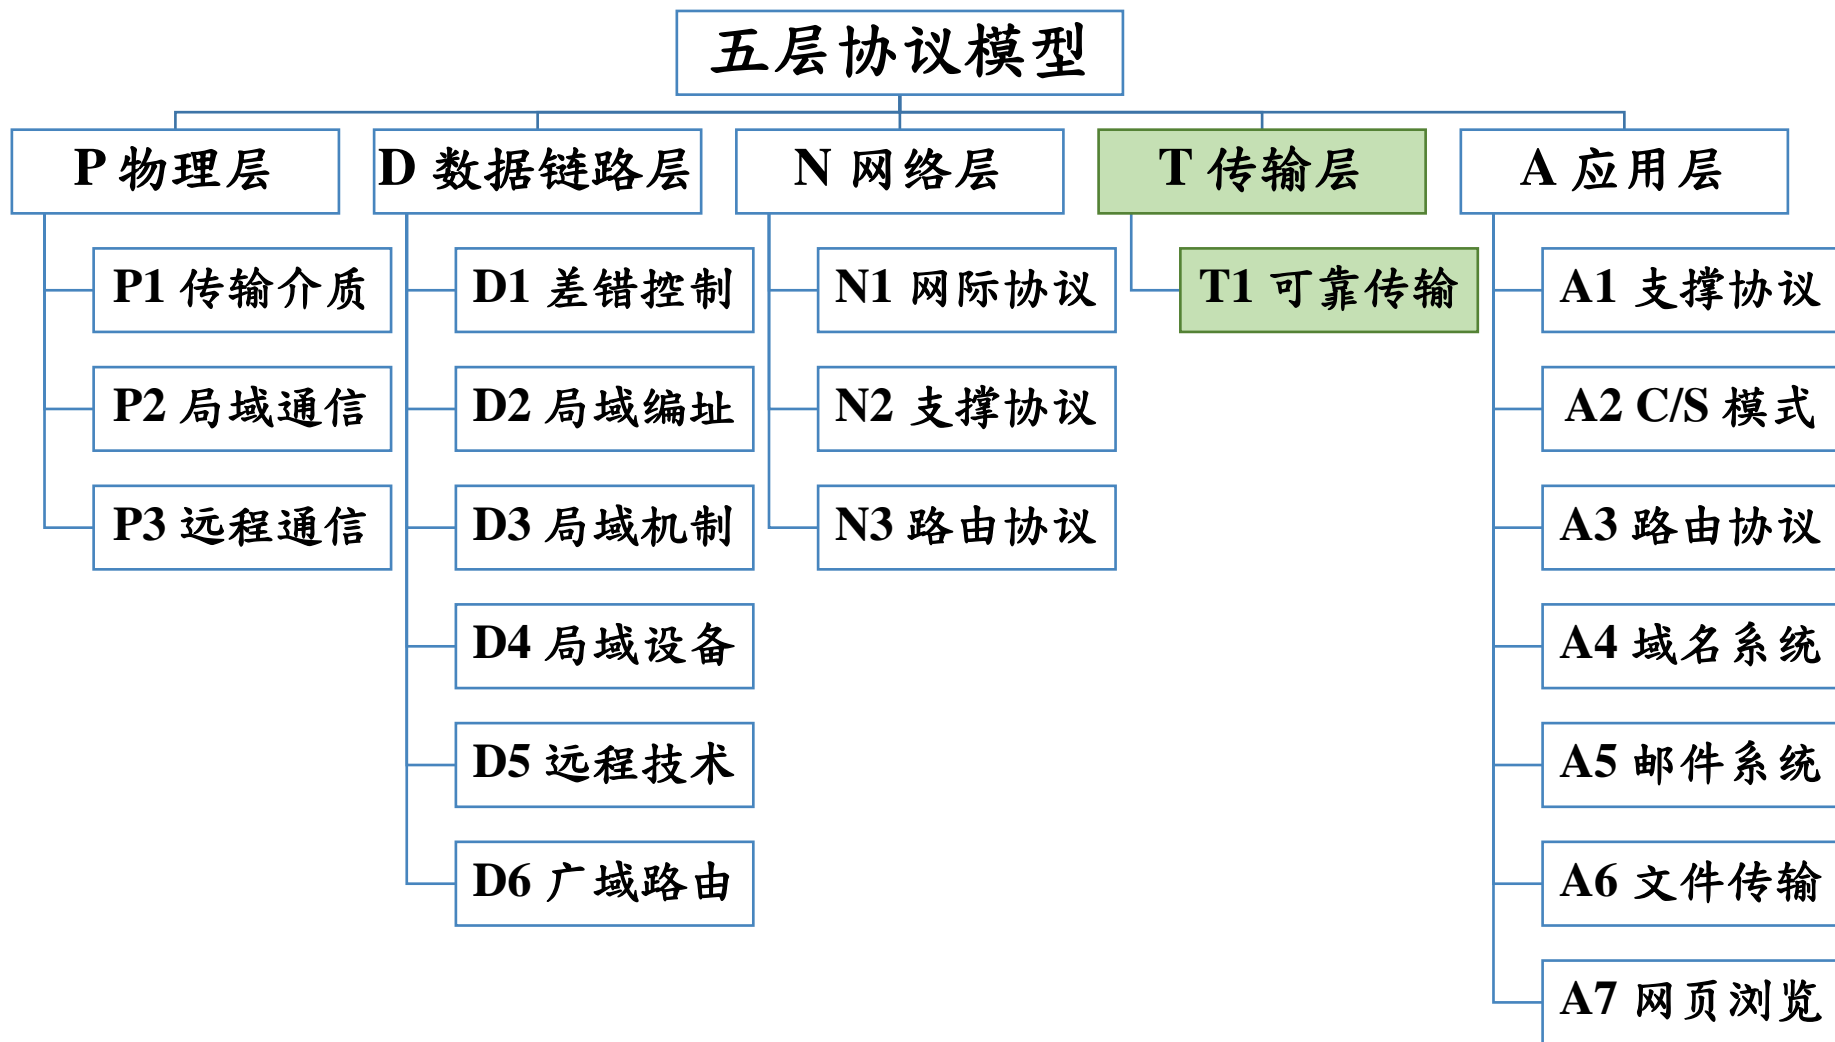 五层协议模型
P 物理层
D 数据链路层
N 网络层
T 传输层
A 应用层
P1 传输介质
P2 局域通信
P3 远程通信
D1 差错控制
D2 局域编址
D3 局域机制
D4 局域设备
D5 远程技术
D6 广域路由
N1 网际协议
N2 支撑协议
N3 路由协议
T1 可靠传输
A1 支撑协议
A2 C/S 模式
A3 路由协议
A4 域名系统
A5 邮件系统
A6 文件传输
A7 网页浏览